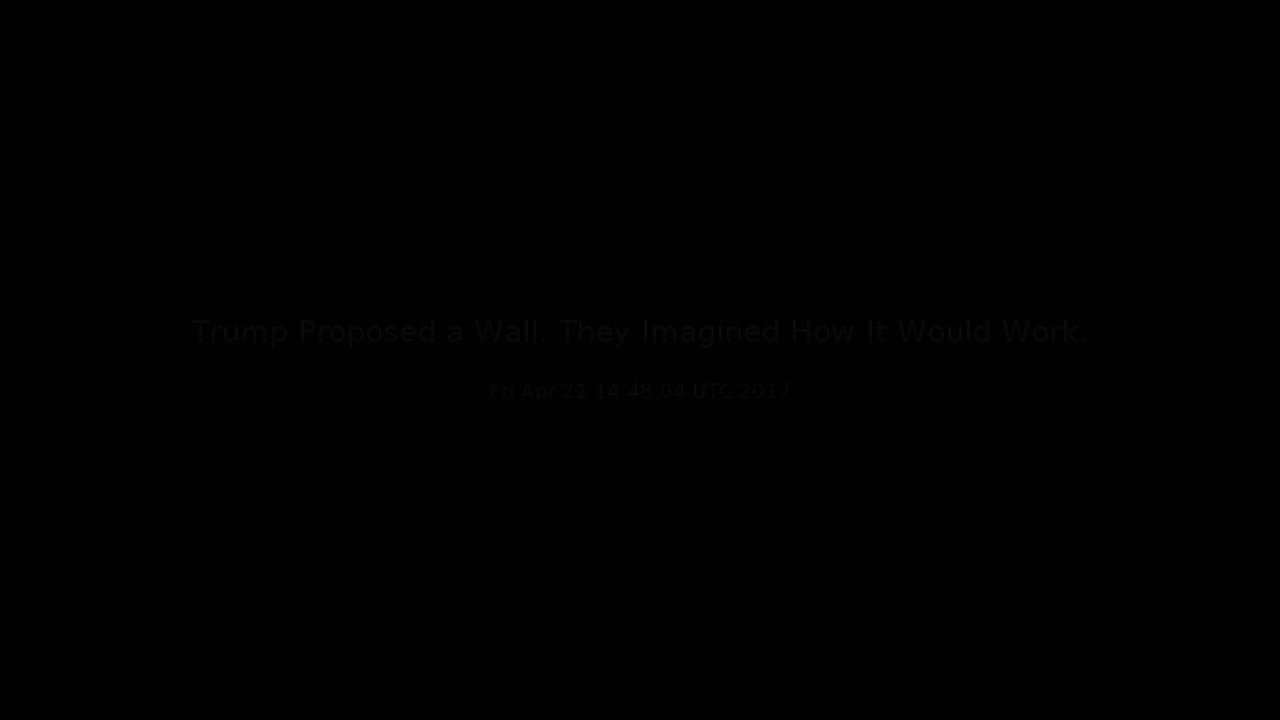 Trump Proposed a Wall. They Imagined How It Would Work.
Fri Apr 21 14:48:04 UTC 2017